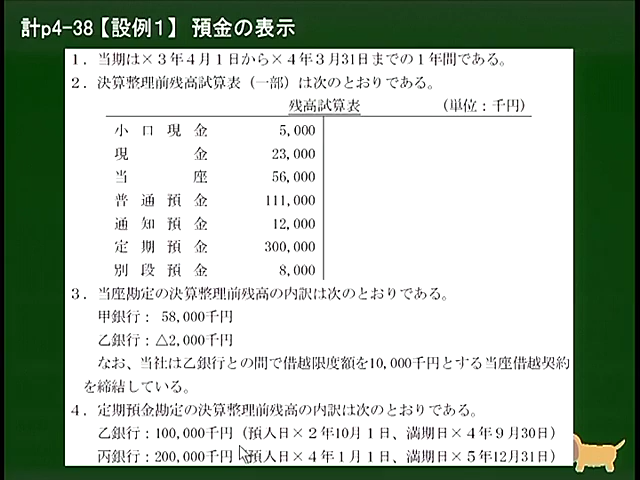 計p4-38【設例１】 預金の表示
１．当期は×３年４月１日から×４年３月31日までの１年間である。
２．決算整理前残高試算表（一部）は次のとおりである。
残高試算表 （単位：千円）
小口現金 5,000
現金 23,000
当座 56,000
普通預金 111,000
通知預金 12,000
定期預金 300,000
別段預金 8,000
３．当座勘定の決算整理前残高の内訳は次のとおりである。
甲銀行：58,000千円
乙銀行：△2,000千円
なお、当社は乙銀行との間で借越限度額を10,000千円とする当座借越契約
を締結している。
４．定期預金勘定の決算整理前残高の内訳は次のとおりである。
乙銀行：100,000千円（預入日×２年10月１日、満期日×４年９月30日）
丙銀行：200,000千円（預入日×４年１月１日、満期日×５年12月31日）